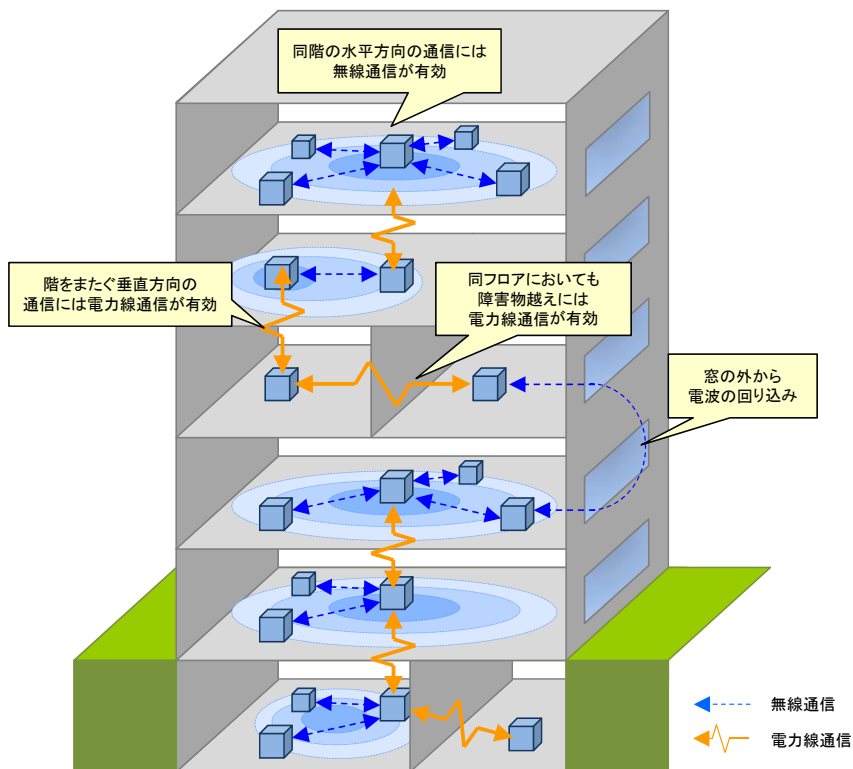 同階の水平方向の通信には
無線通信が有効
階をまたぐ垂直方向の
通信には電力線通信が有効
同フロアにおいても
障害物越えには
電力線通信が有効
窓の外から
電波の回り込み
無線通信
電力線通信